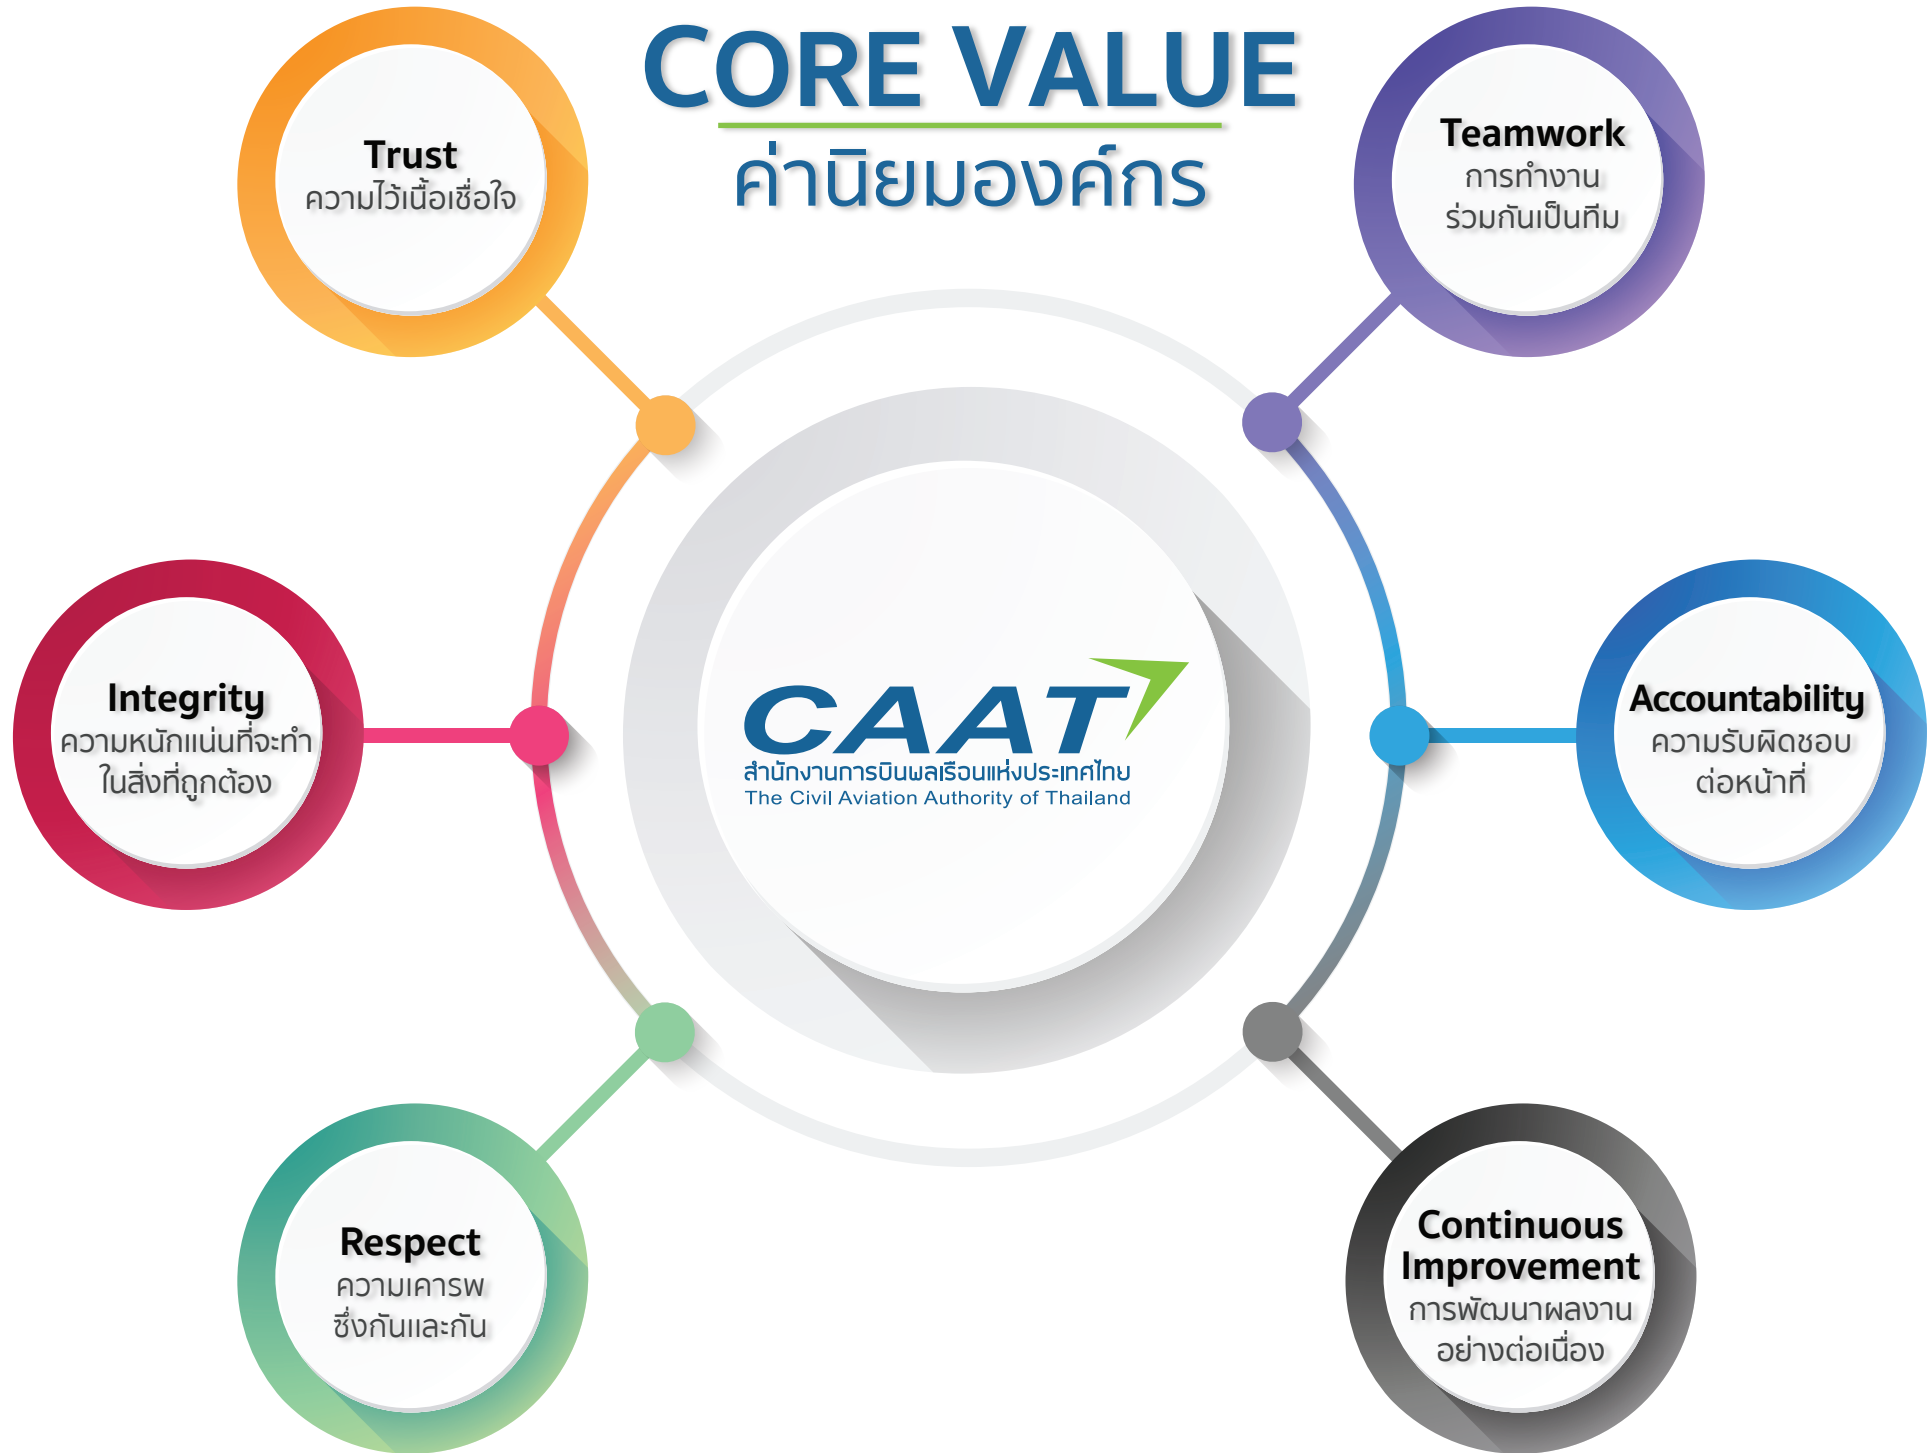 CORE VALUE
ค่านิยมองค์กร
Trust
ความไว้เนื้อเชื่อใจ
Teamwork
การทำงาน
ร่วมกันเป็นทีม
Integrity
ความหนักแน่นที่จะทำ
ในสิ่งที่ถูกต้อง
CAAT
สำนักงานการบินพลเรือนแห่งประเทศไทย
The Civil Aviation Authority of Thailand
Accountability
ความรับผิดชอบ
ต่อหน้าที่
Respect
ความเคารพ
ซึ่งกันและกัน
Continuous
Improvement
การพัฒนาผลงาน
อย่างต่อเนื่อง